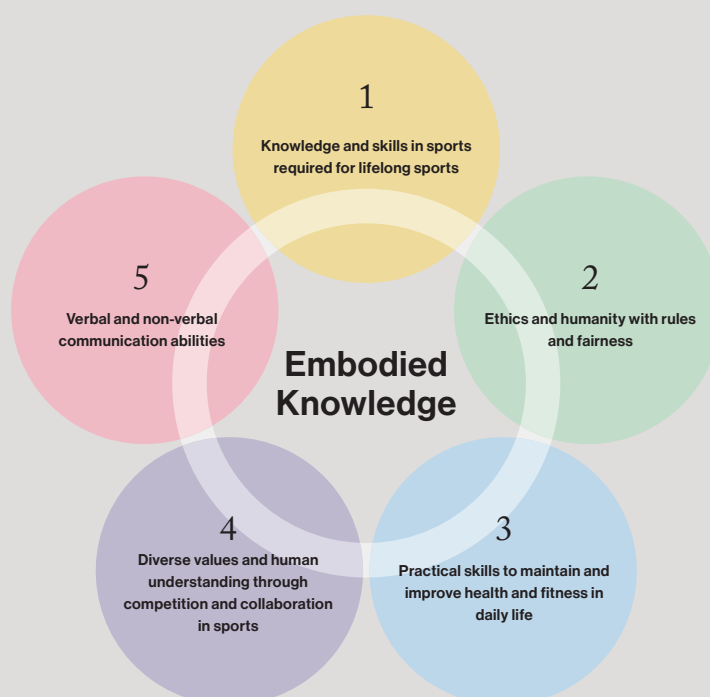 1
Knowledge and skills in sports
required for lifelong sports
2
Ethics and humanity with rules
and fairness
3
Practical skills to maintain and
improve health and fitness in
daily life
4
Diverse values and human
understanding through
competition and collaboration
in sports
5
Verbal and non-verbal
communication abilities
Embodied
Knowledge